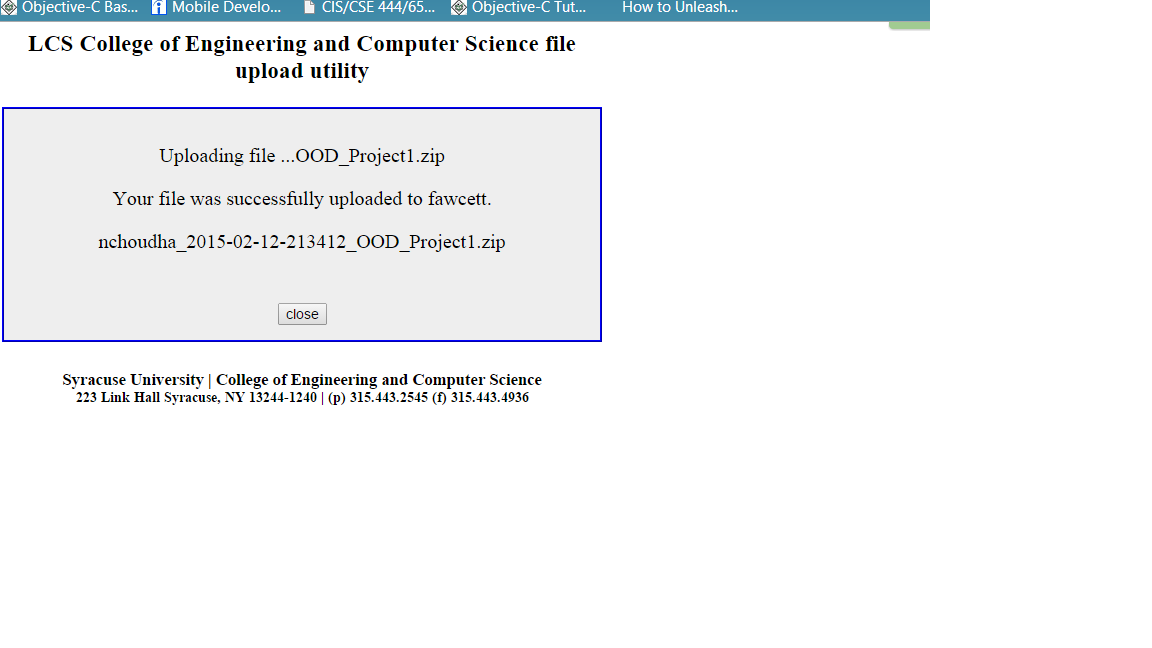 Objective-C Bas... Mobile Develo... CIS/CSE 444/65... Objective-C Tut... How to Unleash...
LCS College of Engineering and Computer Science file
upload utility
Uploading file ...OOD_Project1.zip
Your file was successfully uploaded to fawcett.
nchoudha_2015-02-12-213412_OOD_Project1.zip
close
Syracuse University | College of Engineering and Computer Science
223 Link Hall Syracuse, NY 13244-1240 | (p) 315.443.2545 (f) 315.443.4936